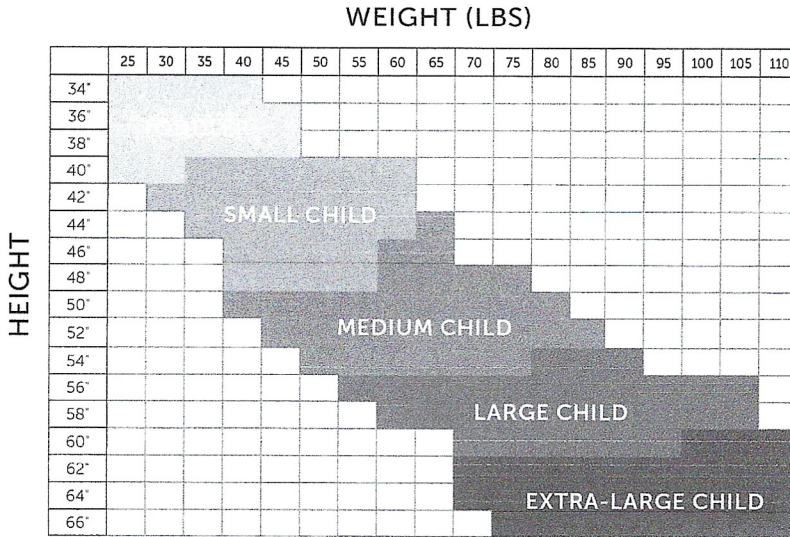 WEIGHT (LBS)
25 30 35 40 45 50 55 60 65 70 75 80 85 90 95 100 105 110
HEIGHT
34"
36"
38"
40"
42"
44"
SMALL CHILD
46"
48"
50"
52"
MEDIUM CHILD
54"
56"
58"
LARGE CHILD
60"
62"
64"
EXTRA-LARGE CHILD
66"